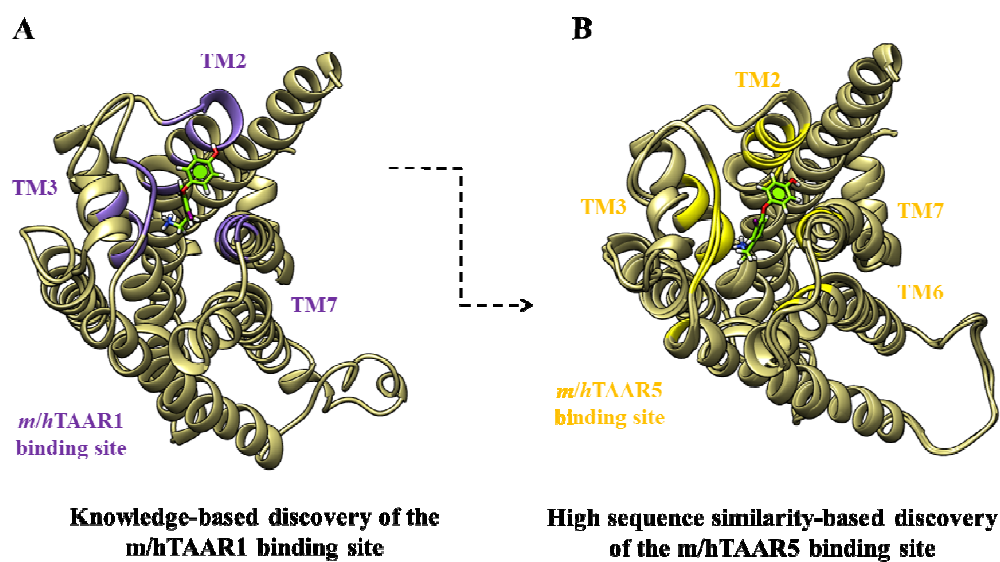 A
TM2
TM3
TM7
m/hTAAR1
binding site
Knowledge-based discovery of the
m/hTAAR1 binding site
B
TM2
TM3
TM7
TM6
m/hTAAR5
binding site
High sequence similarity-based discovery
of the m/hTAAR5 binding site